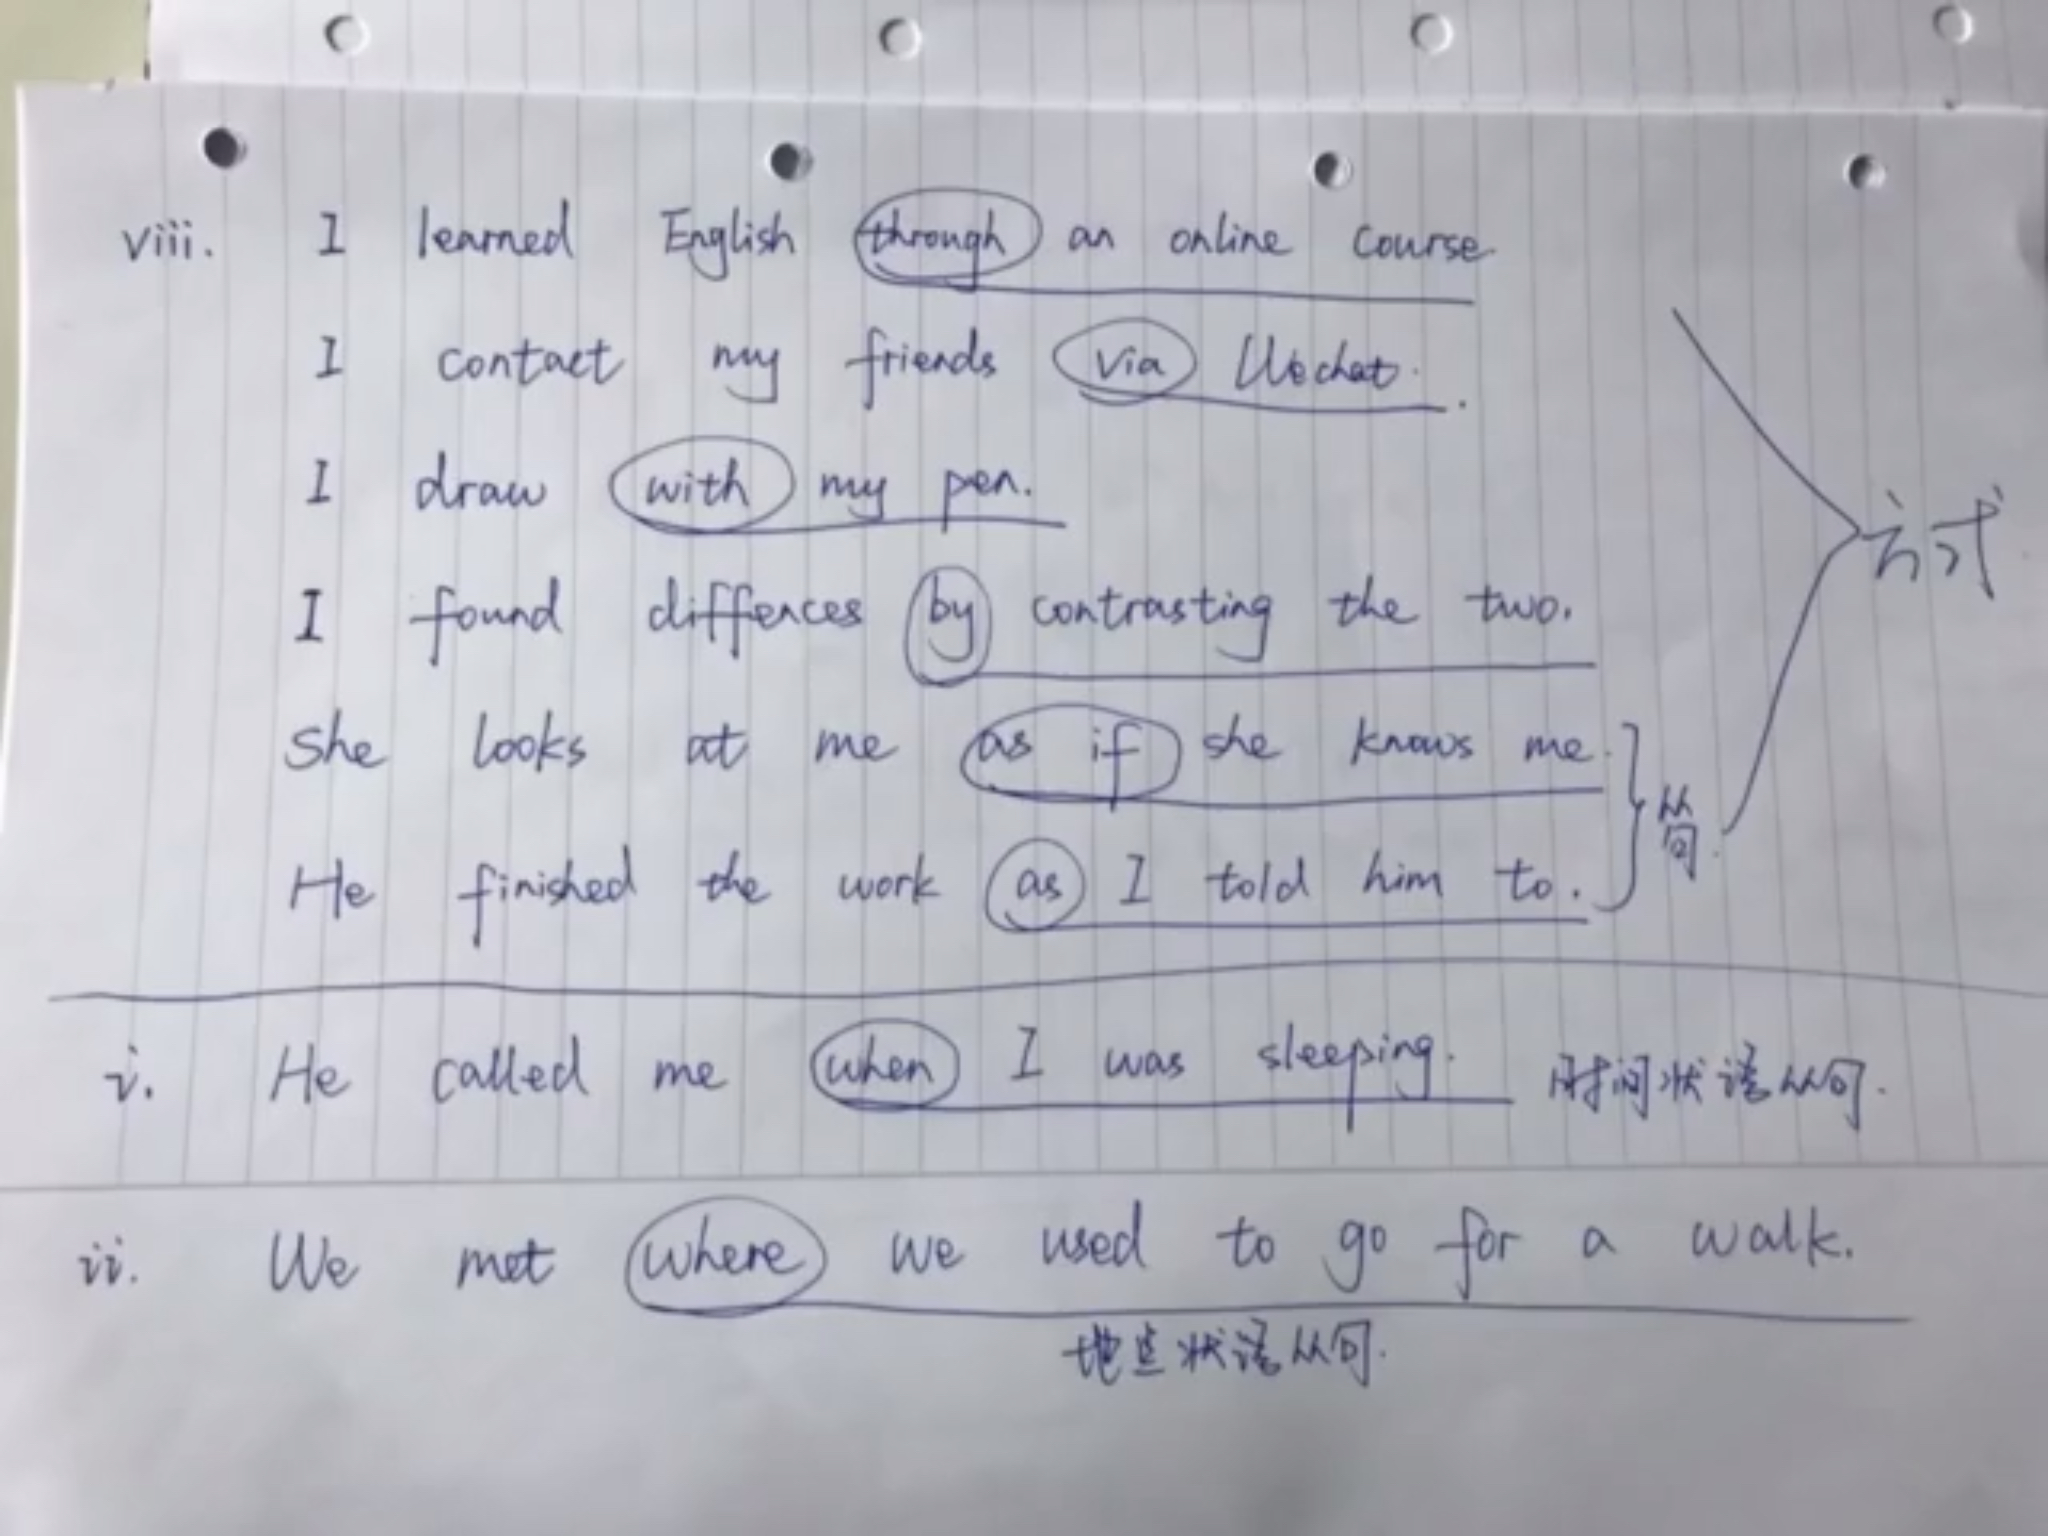 viii. I learned English through an online course.
I contact my friends via Wechat.
I draw with my pen.
方式
I found diffences by contrasting the two.
She looks at me as if she knows me.
从句.
He finished the work as I told him to.
i. He called me when I was sleeping. 时间状语从句.
ii. We met where we used to go for a walk.
地点状语从句.